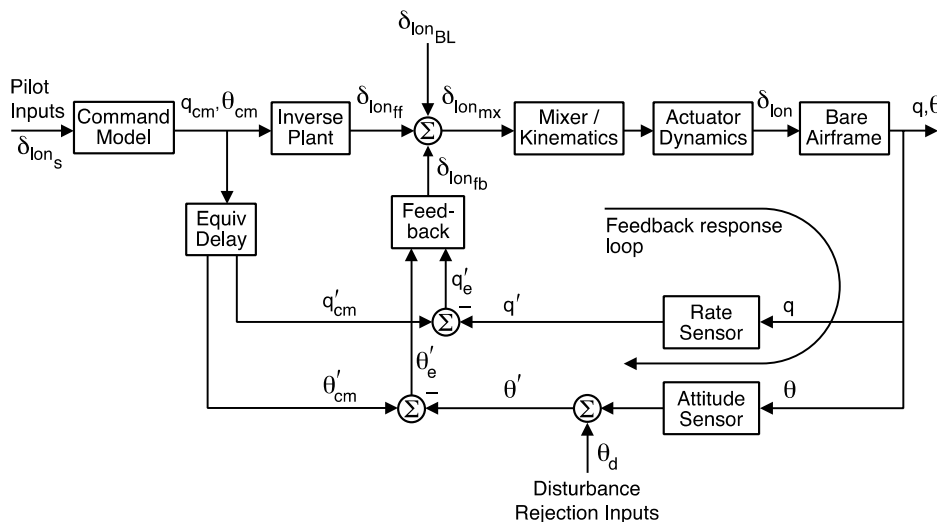 δlonBL
Pilot
Inputs
δlons
Command
Model
qcm,θcm
Inverse
Plant
δlonff
Σ
δlonmx
Mixer /
Kinematics
Actuator
Dynamics
δlon
Bare
Airframe
q,θ
δlonfb
Equiv
Delay
Feed-
back
Feedback response
loop
q′e
q′cm
Σ
−
q′
Rate
Sensor
q
θ′e
θ′cm
Σ
−
θ′
Σ
Attitude
Sensor
θ
θd
Disturbance
Rejection Inputs